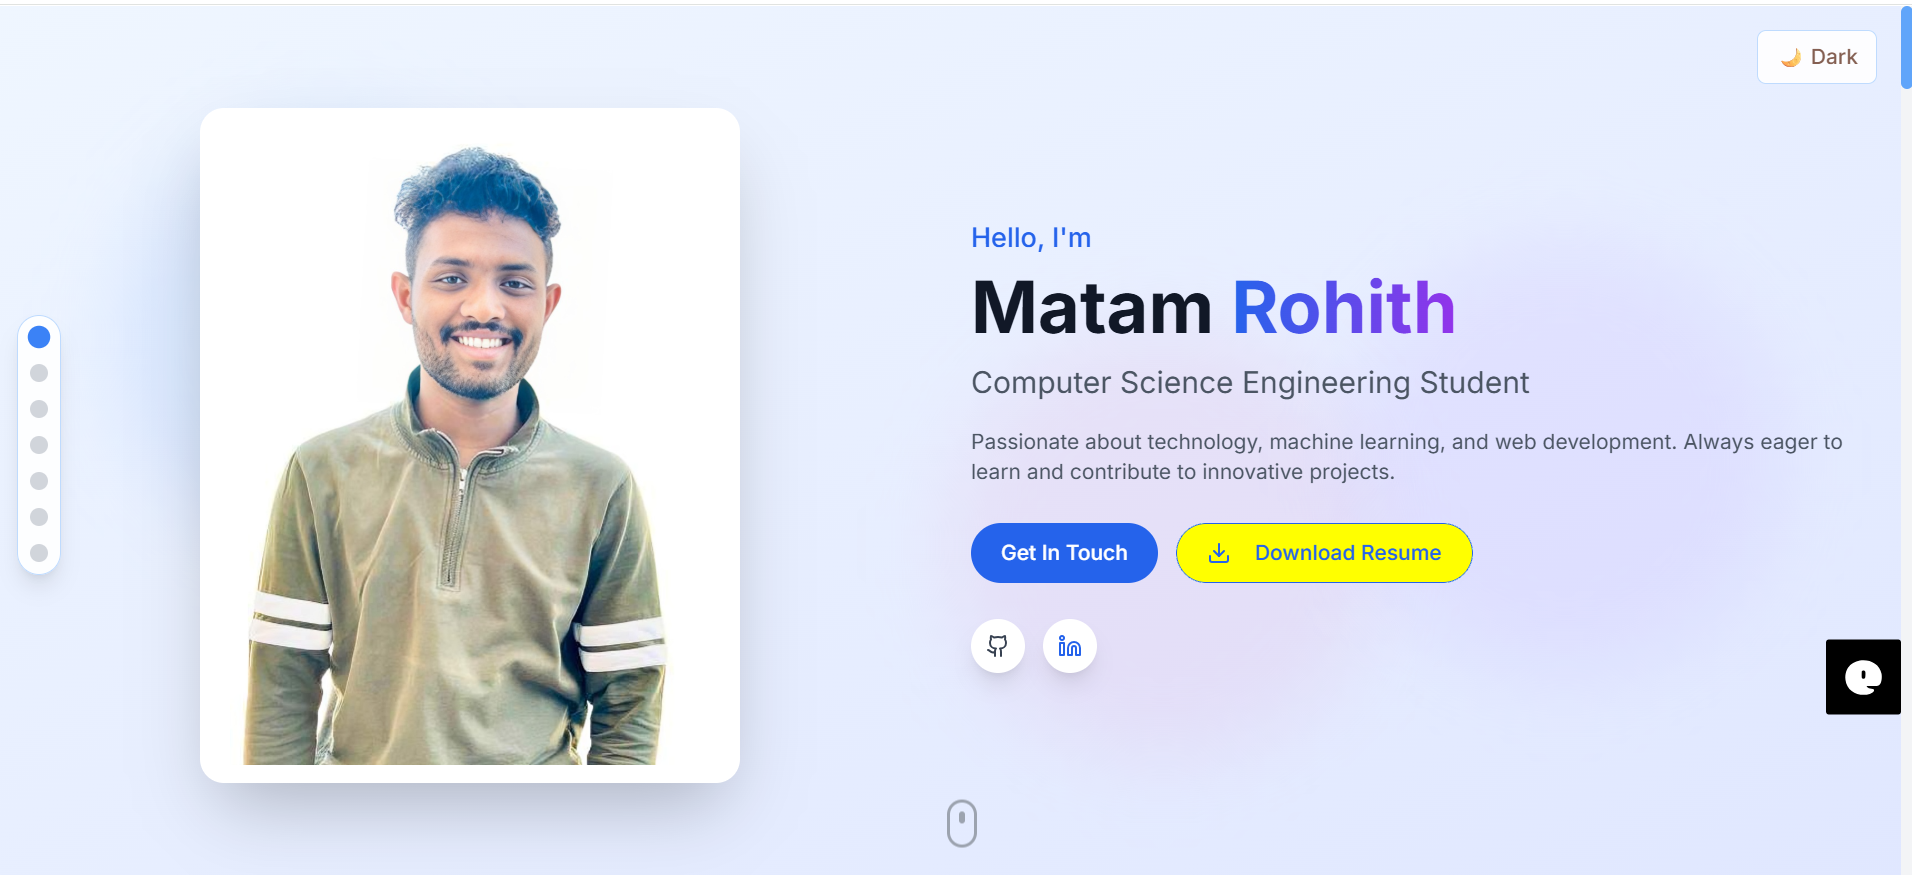 Dark
Hello, I'm
Matam Rohith
Computer Science Engineering Student
Passionate about technology, machine learning, and web development. Always eager to
learn and contribute to innovative projects.
Get In Touch
Download Resume
in